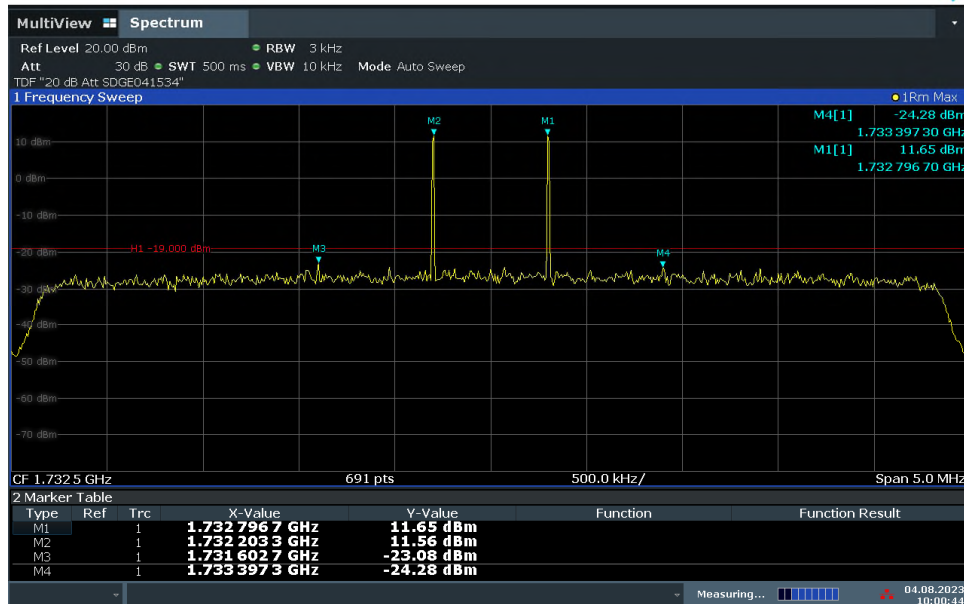 MultiView Spectrum
Ref Level 20.00 dBm RBW 3 kHz
Att 30 dB SWT 500 ms VBW 10 kHz Mode Auto Sweep
TDF "20 dB Att SDGE041534"
1 Frequency Sweep 1Rm Max
M4[1] -24.28 dBm
1.733 397 30 GHz
M1[1] 11.65 dBm
1.732 796 70 GHz
M2 M1
10 dBm
0 dBm
-10 dBm
H1 -19.000 dBm
M3
-20 dBm
M4
-30 dBm
-40 dBm
-50 dBm
-60 dBm
-70 dBm
CF 1.732 5 GHz 691 pts 500.0 kHz/ Span 5.0 MHz
2 Marker Table
Type Ref Trc X-Value Y-Value Function Function Result
M1 1 1.732 796 7 GHz 11.65 dBm
M2 1 1.732 203 3 GHz 11.56 dBm
M3 1 1.731 602 7 GHz -23.08 dBm
M4 1 1.733 397 3 GHz -24.28 dBm
Measuring... 04.08.2023
10:00:44